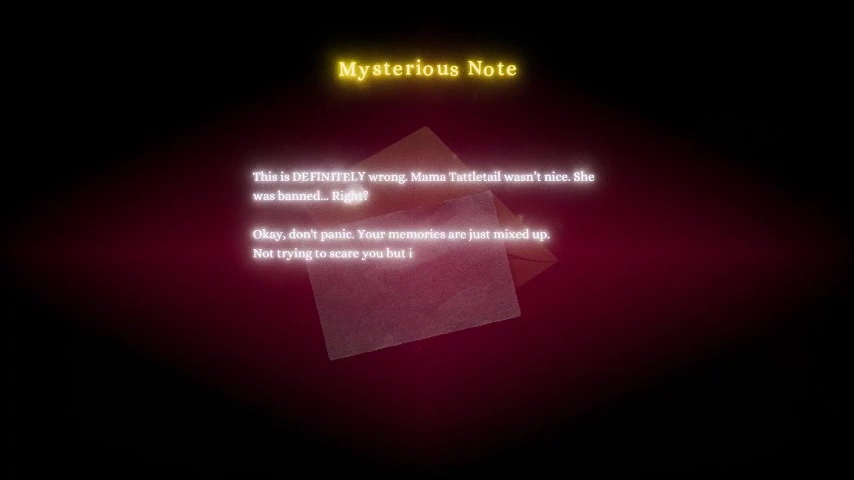 Mysterious Note
This is DEFINITELY wrong. Mama Tattletail wasn't nice. She
was banned... Right?
Okay, don't panic. Your memories are just mixed up.
Not trying to scare you but i